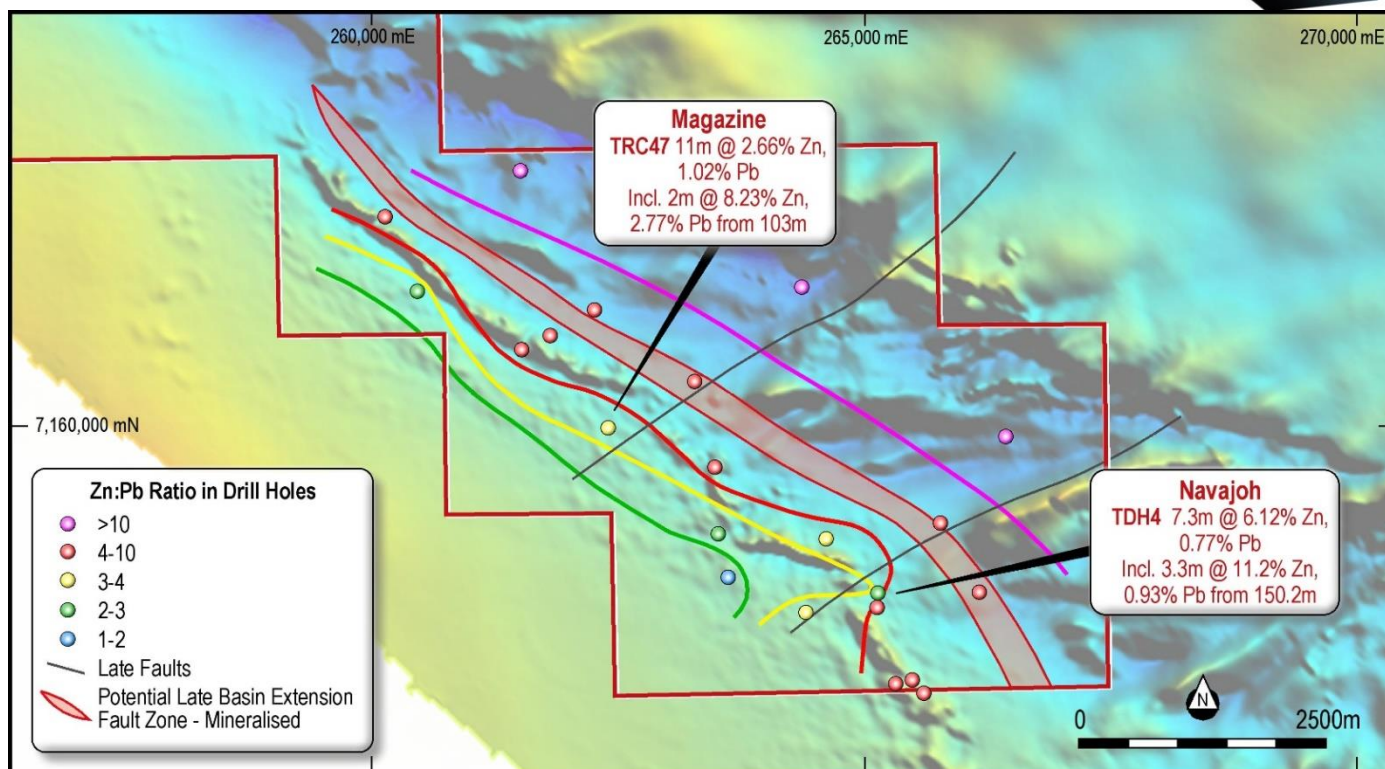 260,000 mE
265,000 mE
270,000 mE
Magazine
TRC47 11m @ 2.66% Zn,
1.02% Pb
Incl. 2m @ 8.23% Zn,
2.77% Pb from 103m
7,160,000 mN
Zn:Pb Ratio in Drill Holes
>10
4-10
3-4
2-3
1-2
Late Faults
Potential Late Basin Extension
Fault Zone - Mineralised
Navajoh
TDH4 7.3m @ 6.12% Zn,
0.77% Pb
Incl. 3.3m @ 11.2% Zn,
0.93% Pb from 150.2m
N
0 2500m